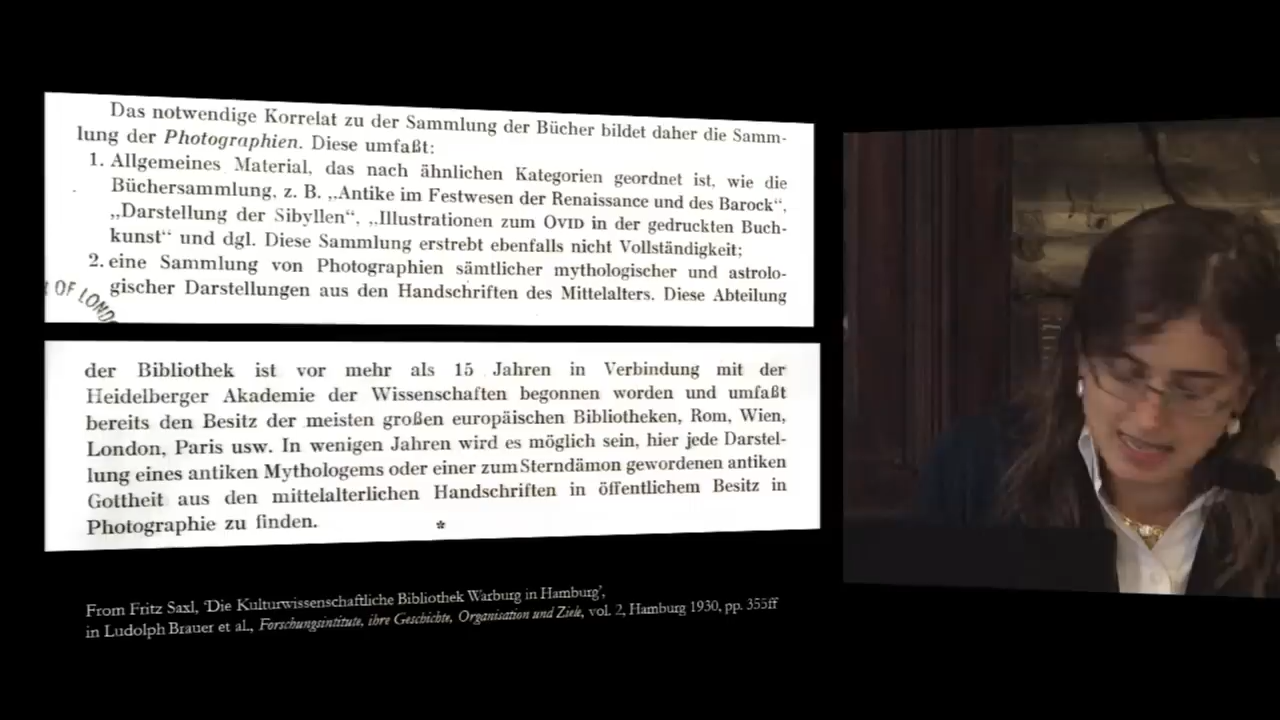 Das notwendige Korrelat zu der Sammlung der Bücher bildet daher die Samm-
lung der Photographien. Diese umfaßt:
1. Allgemeines Material, das nach ähnlichen Kategorien geordnet ist, wie die
Büchersammlung, z. B. „Antike im Festwesen der Renaissance und des Barock“,
„Darstellung der Sibyllen“, „Illustrationen zum OVID in der gedruckten Buch-
kunst“ und dgl. Diese Sammlung erstrebt ebenfalls nicht Vollständigkeit;
2. eine Sammlung von Photographien sämtlicher mythologischer und astrolo-
gischer Darstellungen aus den Handschriften des Mittelalters. Diese Abteilung
OF LOND
der Bibliothek ist vor mehr als 15 Jahren in Verbindung mit der
Heidelberger Akademie der Wissenschaften begonnen worden und umfaßt
bereits den Besitz der meisten großen europäischen Bibliotheken, Rom, Wien,
London, Paris usw. In wenigen Jahren wird es möglich sein, hier jede Darstel-
lung eines antiken Mythologems oder einer zum Sterndämon gewordenen antiken
Gottheit aus den mittelalterlichen Handschriften in öffentlichem Besitz in
Photographie zu finden.
*
From Fritz Saxl, ‘Die Kulturwissenschaftliche Bibliothek Warburg in Hamburg’,
in Ludolph Brauer et al., Forschungsintitute, ihre Geschichte, Organisation und Ziele, vol. 2, Hamburg 1930, pp. 355ff